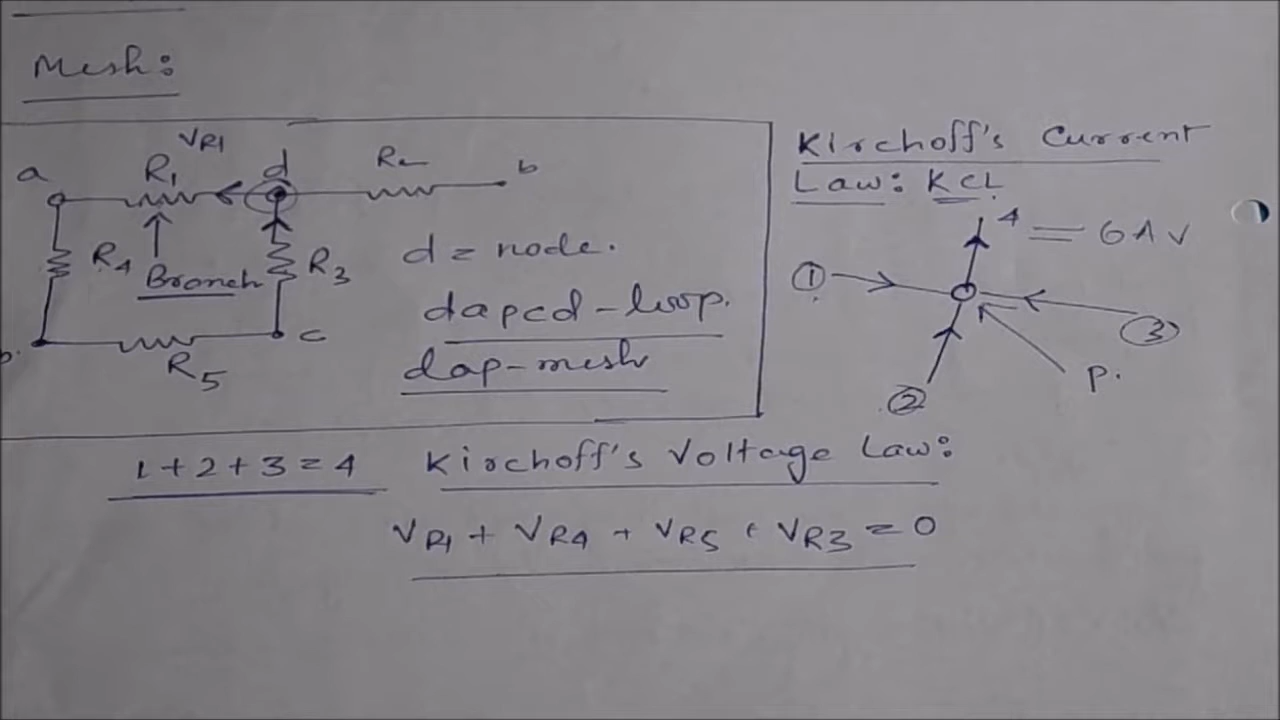 Mesh:
VR1
a R1 d R2 b
R4 Branch R3
d = node.
dapcd - loop.
dap - mesh
p. R5 c
Kirchoff's Current
Law: KCL
4 = 6AV
1
3
2
P.
1 + 2 + 3 = 4
Kirchoff's Voltage Law:
VR1 + VR4 + VR5 + VR3 = 0